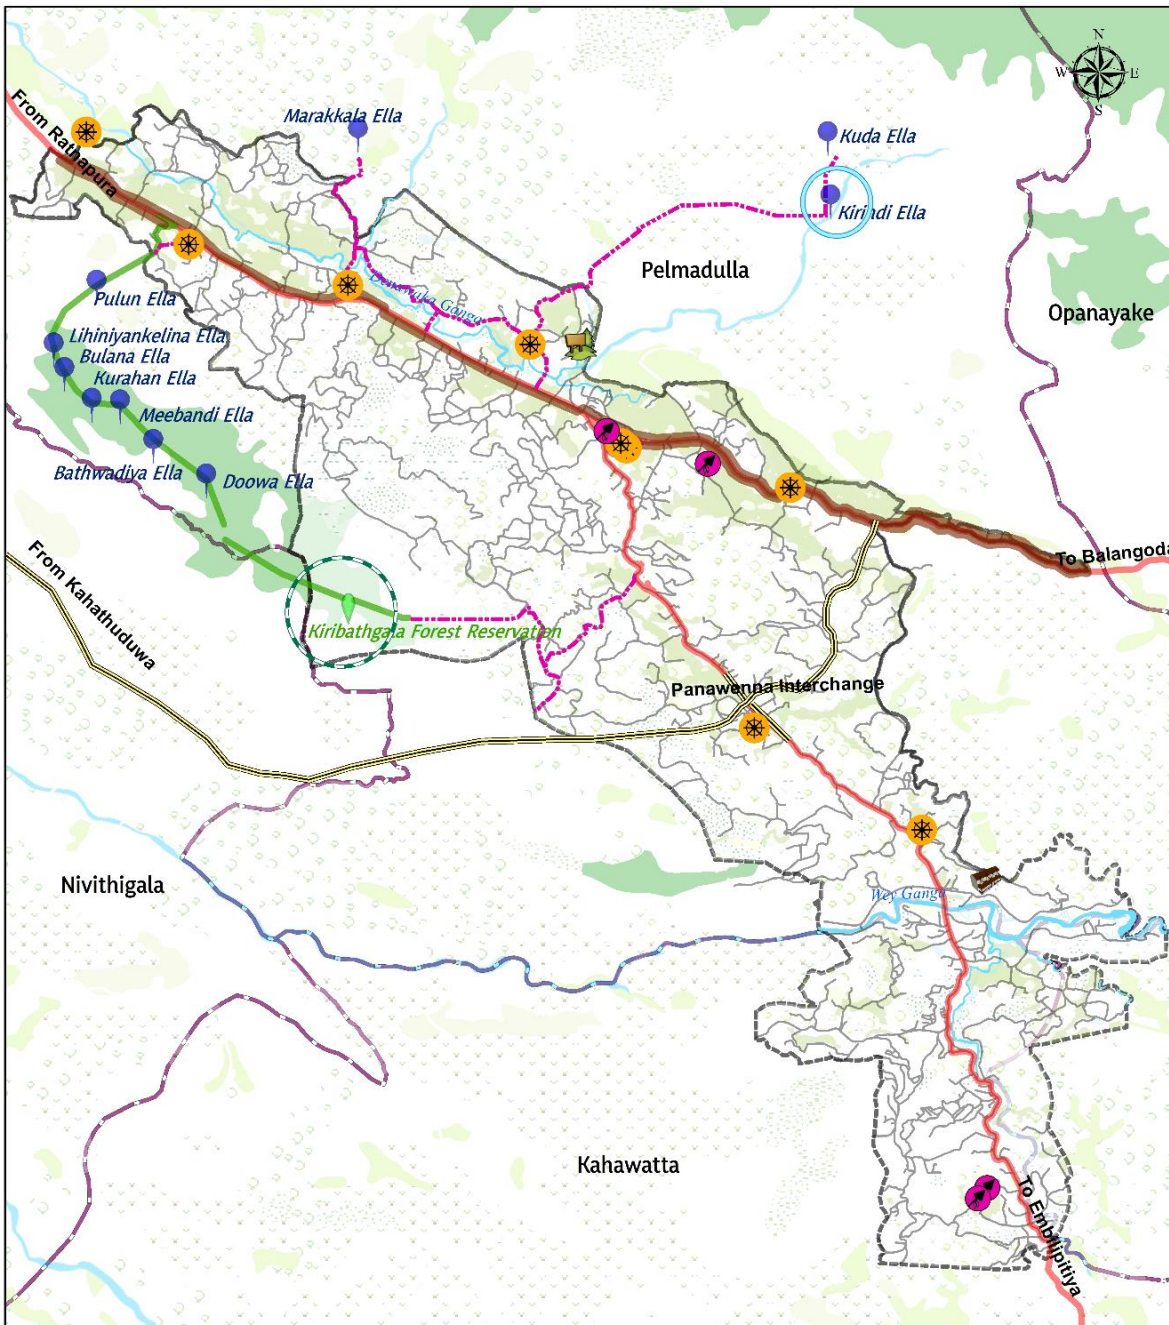 N
W E
S
From Rathapura
Marakkala Ella
Kuda Ella
Kirindi Ella
Pelmadulla
Opanayake
Denawaka Ganga
Pulun Ella
Lihiniyankelina Ella
Bulana Ella
Kurahan Ella
Meebandi Ella
Bathwadiya Ella
Doowa Ella
To Balangoda
From Kahathuduwa
Kiribathgala Forest Reservation
Panawenna Interchange
Nivithigala
Wey Ganga
Kahawatta
To Embilipitiya